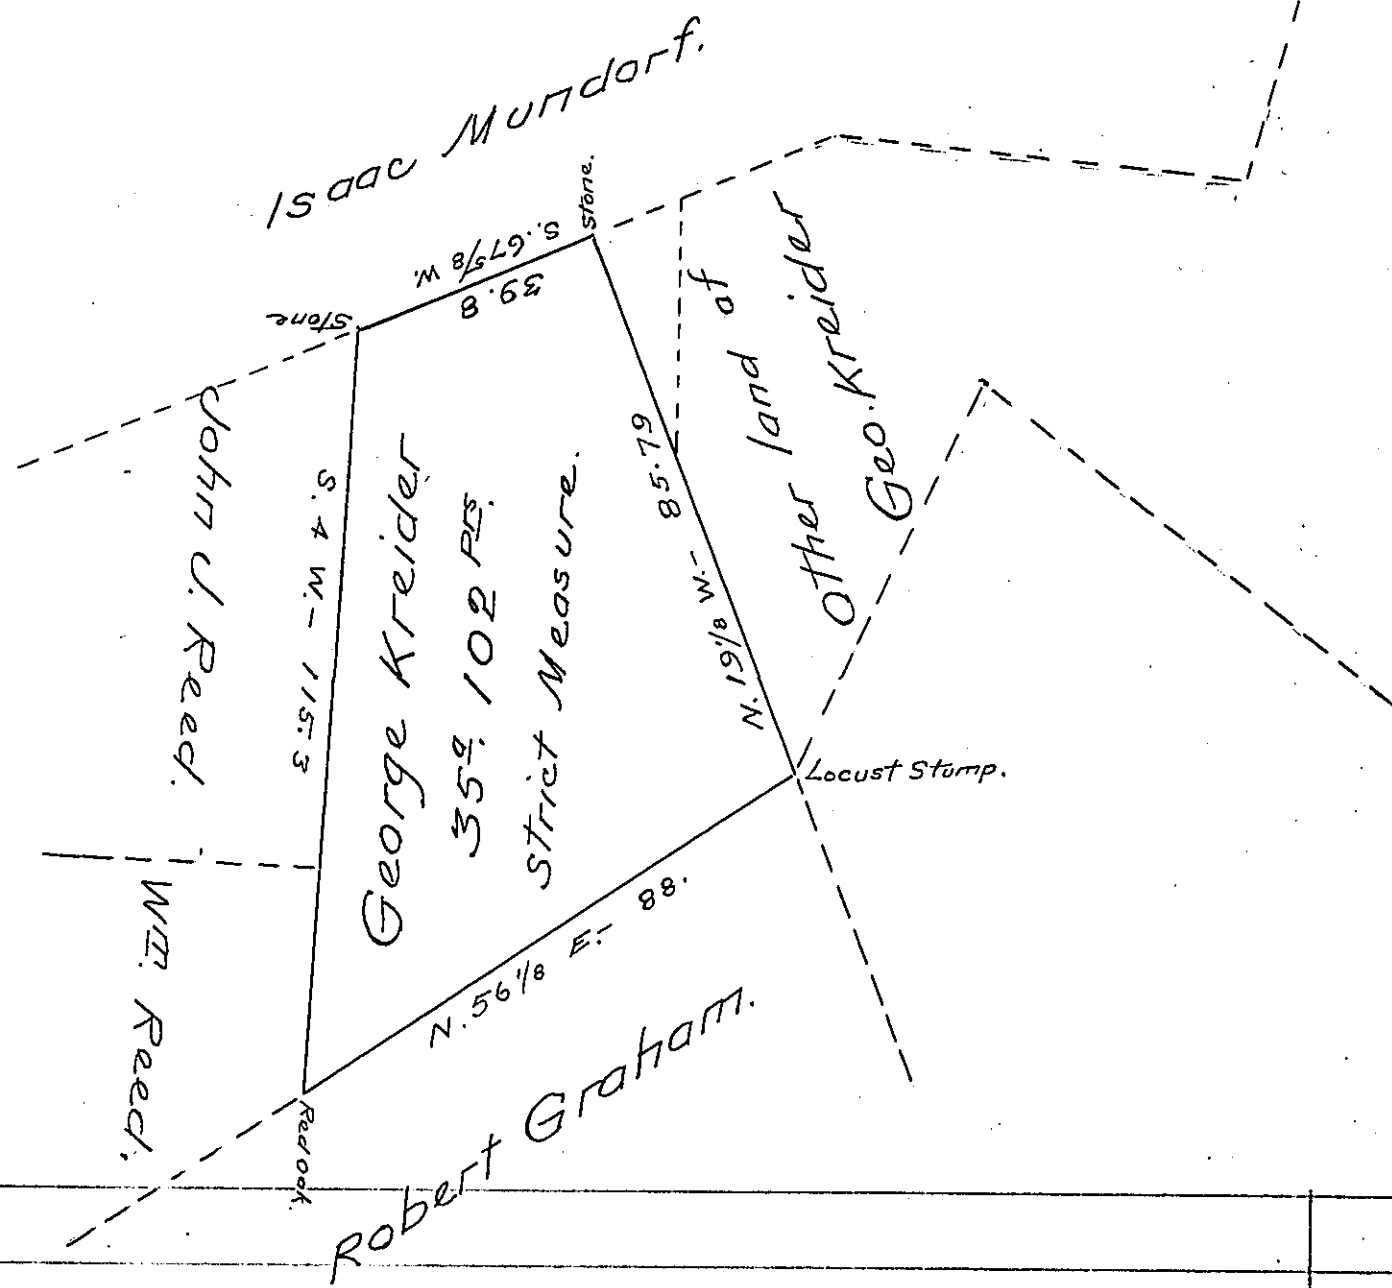 Isaac Mundorf.
Stone.
S. 67 5/8 W.
39.8
Stone
other land of
Geo. Kreider
John J. Reed.
S. 4 W. - 115.3
George Kreider
35a. 102 Prs.
Strict Measure.
N. 19 1/8 W. - 85.79
Locust Stump.
Wm. Reed.
N. 56 1/8 E. - 88.
Red oak.
Robert Graham.